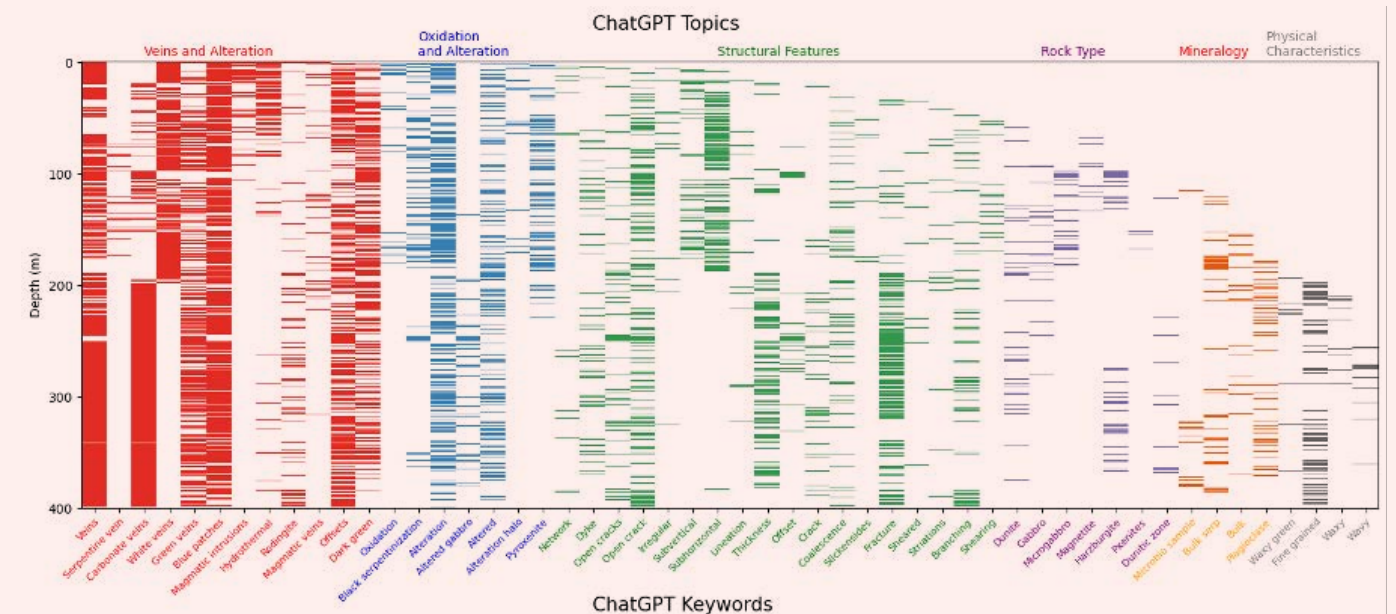 ChatGPT Topics
Veins and Alteration
Oxidation
and Alteration
Structural Features
Rock Type
Mineralogy
Physical
Characteristics
Depth (m)
0
100
200
300
400
Veins
Serpentine vein
Carbonate veins
White veins
Green veins
Blue patches
Magmatic intrusions
Hydrothermal
Rodingite
Magmatic veins
Offsets
Dark green
Oxidation
Black serpentinization
Alteration
Altered gabbro
Altered
Alteration halo
Pyroxenite
Network
Dyke
Open cracks
Open crack
Irregular
Subvertical
Subhorizontal
Lineation
Thickness
Offset
Crack
Coalescence
Slickensides
Fracture
Sheared
Striations
Branching
Shearing
Dunite
Gabbro
Microgabbro
Magnetite
Harzburgite
Pxenites
Dunitic zone
Microbio sample
Bulk serp
Bulk
Plagioclase
Waxy green
Fine grained
Waxy
Wavy
ChatGPT Keywords